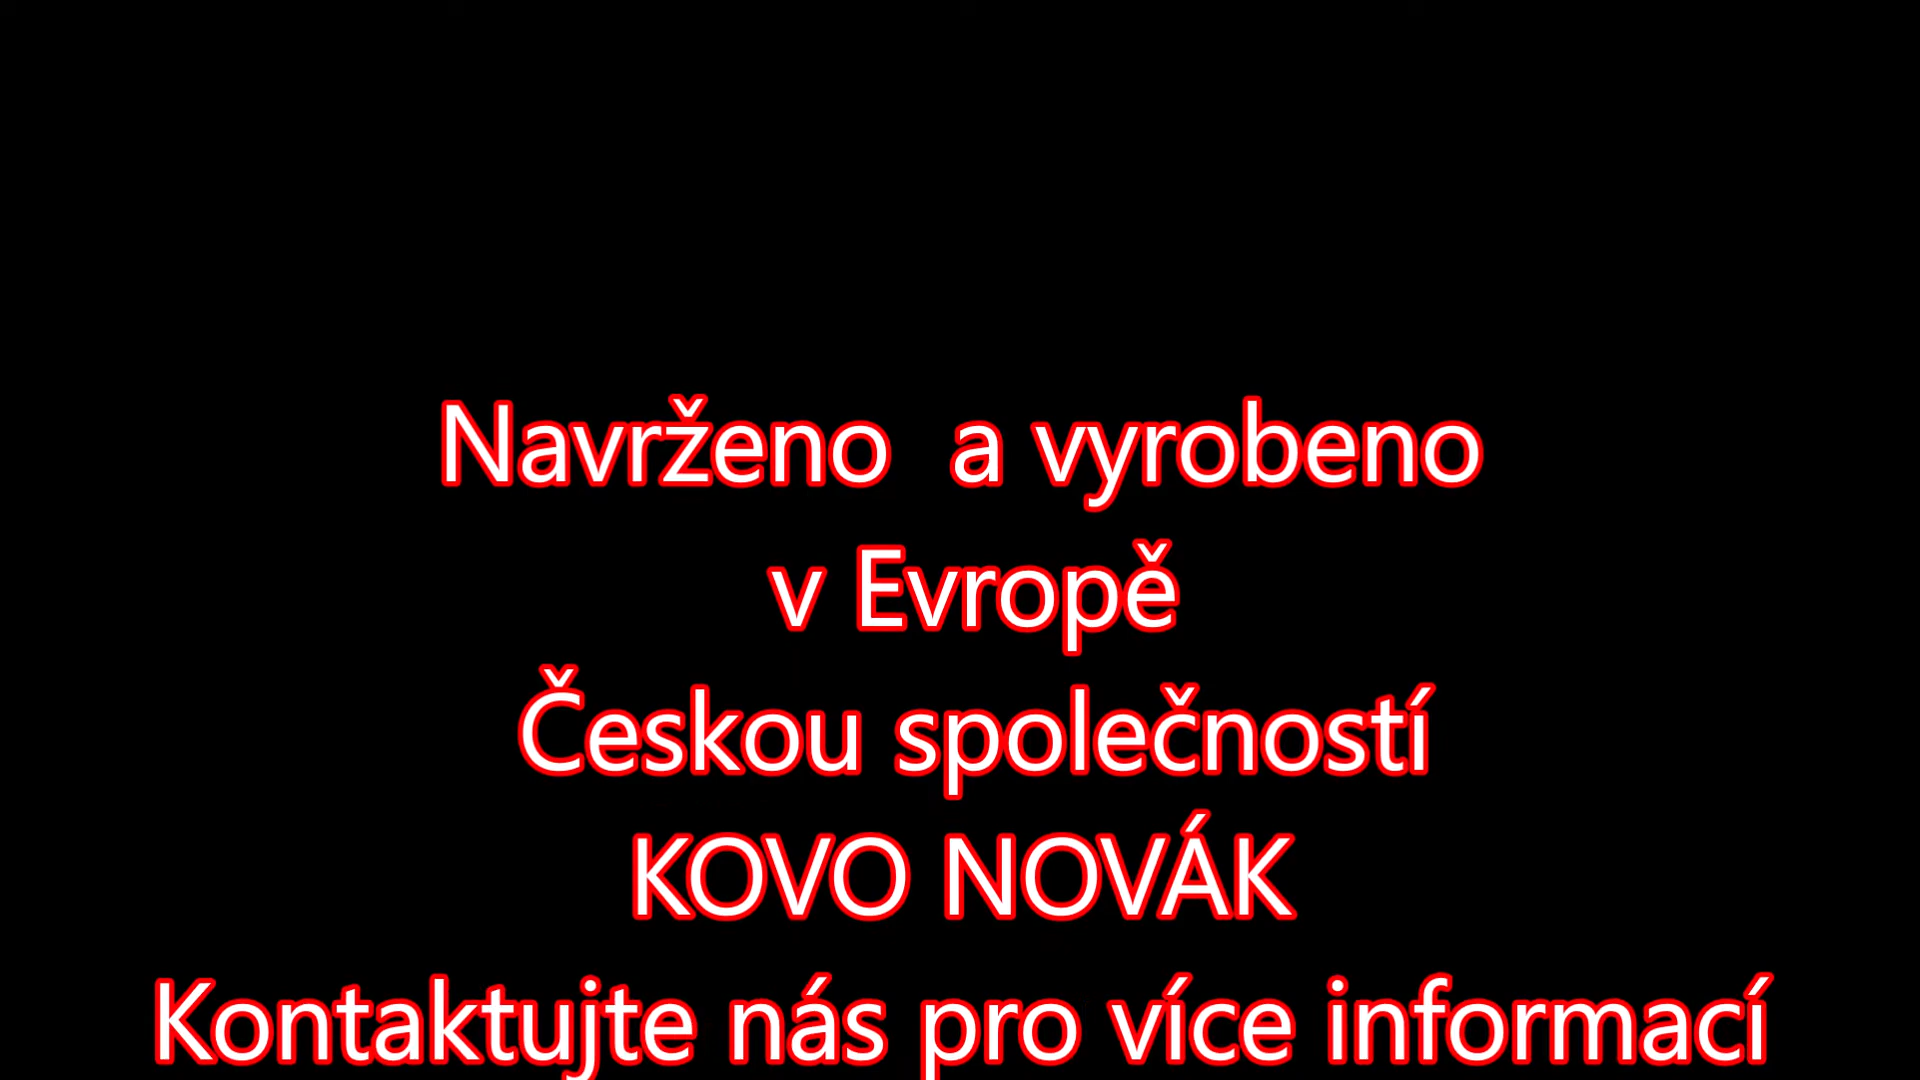 Navrženo  a vyrobeno
v Evropě
Českou společností
KOVO NOVÁK
Kontaktujte nás pro více informací